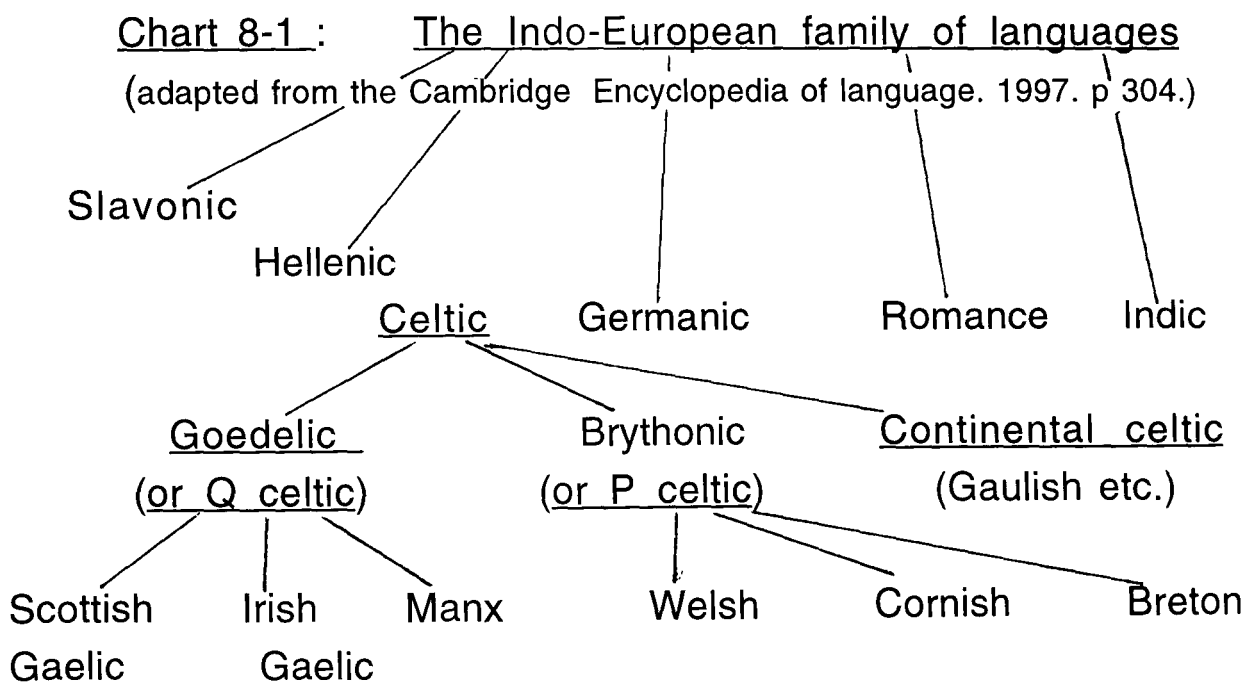 Chart 8-1 : The Indo-European family of languages
(adapted from the Cambridge Encyclopedia of language. 1997. p 304.)
Slavonic
Hellenic
Celtic Germanic Romance Indic
Goedelic Brythonic Continental celtic
(or Q celtic) (or P celtic) (Gaulish etc.)
Scottish Irish Manx Welsh Cornish Breton
Gaelic Gaelic